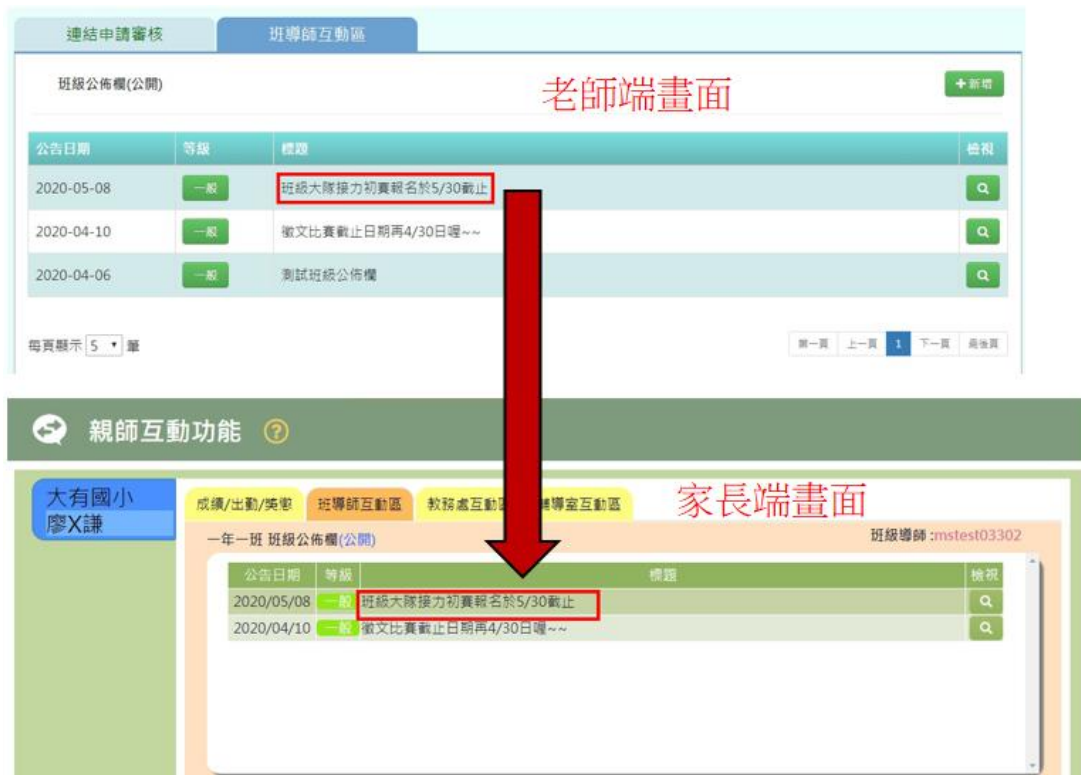 連結申請審核 班導師互動區
班級公佈欄(公開) 老師端畫面 +新增
公告日期 等級 標題 檢視
2020-05-08 一般 班級大隊接力初賽報名於5/30截止
2020-04-10 一般 徵文比賽截止日期再4/30日喔~~
2020-04-06 一般 測試班級公佈欄
每頁顯示 5 筆 第一頁 上一頁 1 下一頁 最後頁
親師互動功能 ?
大有國小
廖X謙
成績/出勤/獎懲 班導師互動區 教務處互動 輔導室互動區 家長端畫面
一年一班 班級公佈欄(公開) 班級導師 :mstest03302
公告日期 等級 標題 檢視
2020/05/08 一般 班級大隊接力初賽報名於5/30截止
2020/04/10 一般 徵文比賽截止日期再4/30日喔~~